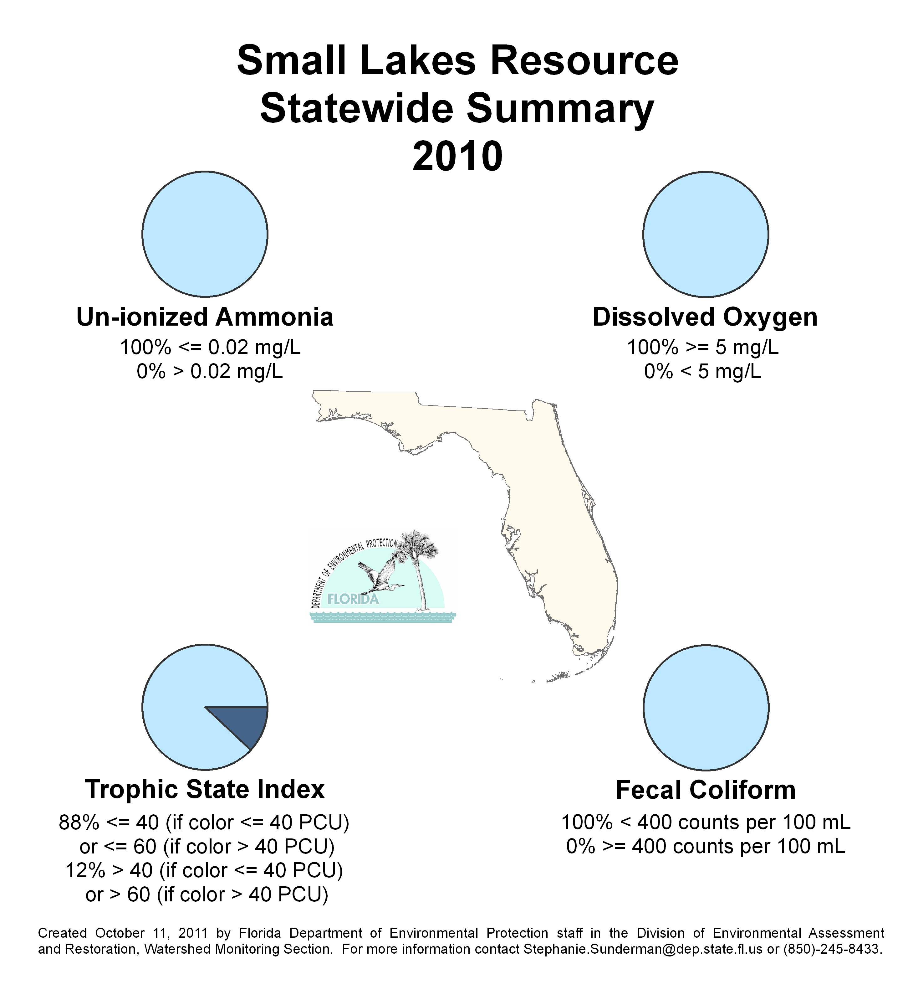 Small Lakes Resource
Statewide Summary
2010
Un-ionized Ammonia
100% <= 0.02 mg/L
0% > 0.02 mg/L
Dissolved Oxygen
100% >= 5 mg/L
0% < 5 mg/L
DEPARTMENT OF ENVIRONMENTAL PROTECTION
FLORIDA
Trophic State Index
88% <= 40 (if color <= 40 PCU)
or <= 60 (if color > 40 PCU)
12% > 40 (if color <= 40 PCU)
or > 60 (if color > 40 PCU)
Fecal Coliform
100% < 400 counts per 100 mL
0% >= 400 counts per 100 mL
Created October 11, 2011 by Florida Department of Environmental Protection staff in the Division of Environmental Assessment
and Restoration, Watershed Monitoring Section. For more information contact Stephanie.Sunderman@dep.state.fl.us or (850)-245-8433.